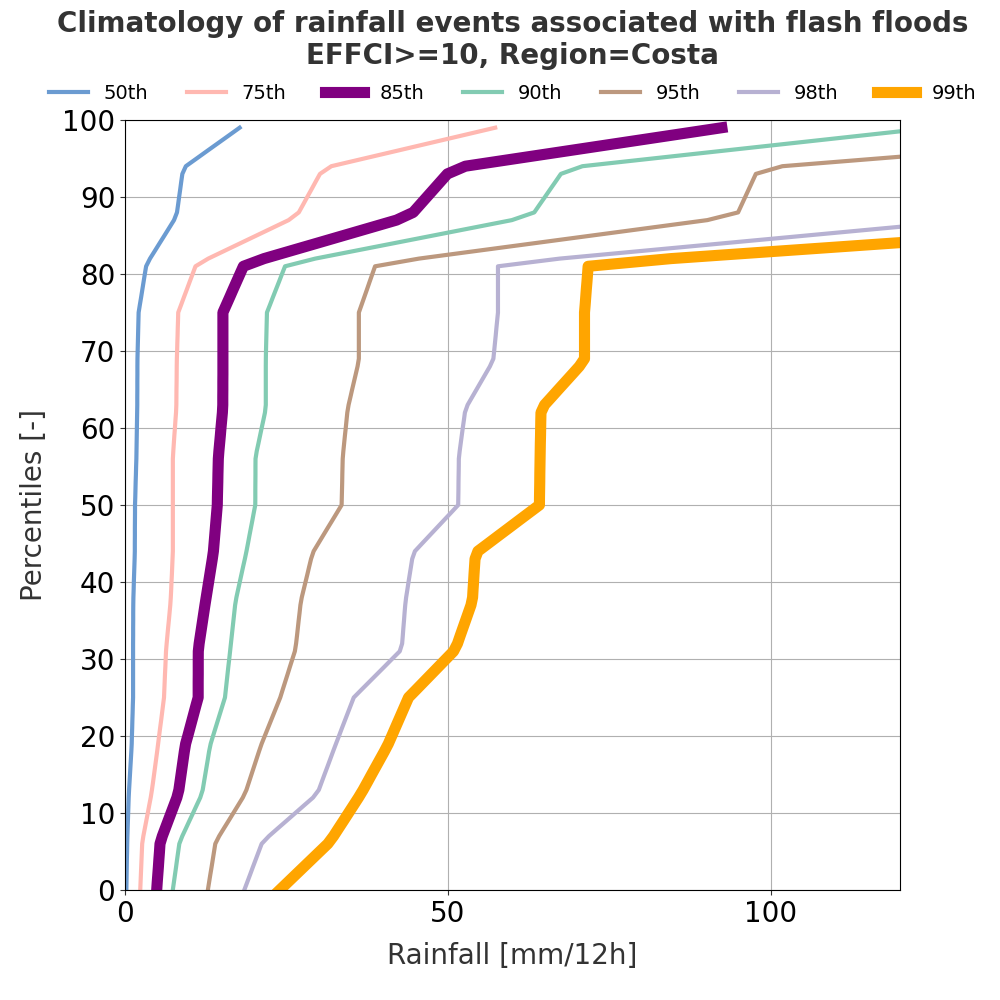 Climatology of rainfall events associated with flash floods
EFFCI>=10, Region=Costa
50th 75th 85th 90th 95th 98th 99th
100
90
80
70
60
50
40
30
20
10
0
Percentiles [-]
0 50 100
Rainfall [mm/12h]